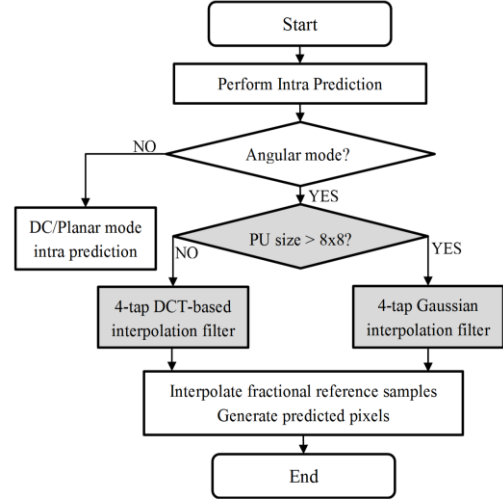 Start
Perform Intra Prediction
Angular mode?
NO
YES
DC/Planar mode
intra prediction
PU size > 8x8?
NO
YES
4-tap DCT-based
interpolation filter
4-tap Gaussian
interpolation filter
Interpolate fractional reference samples
Generate predicted pixels
End